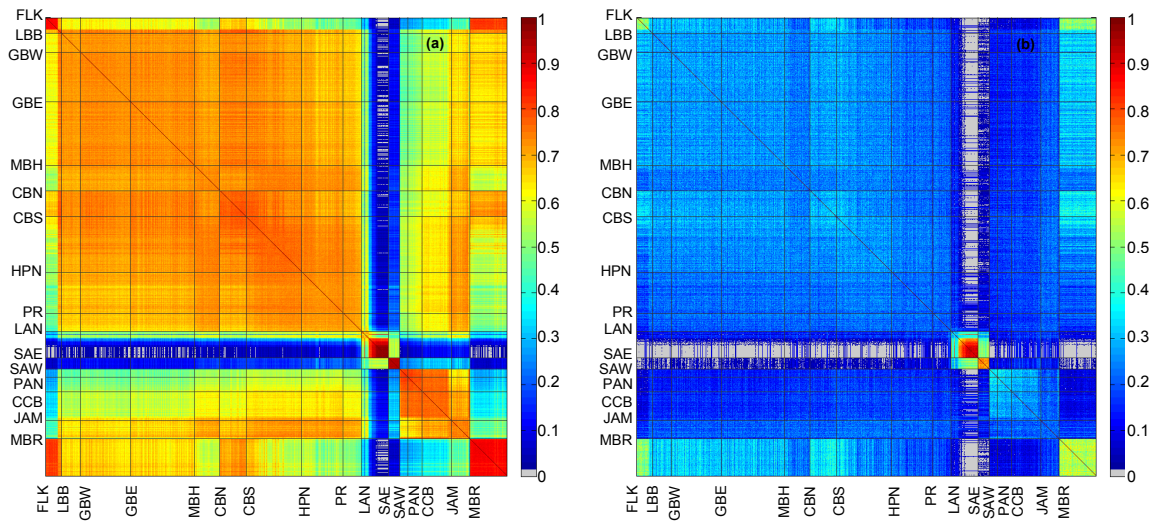 (a)
FLK
LBB
GBW
GBE
MBH
CBN
CBS
HPN
PR
LAN
SAE
SAW
PAN
CCB
JAM
MBR
FLK
LBB
GBW
GBE
MBH
CBN
CBS
HPN
PR
LAN
SAE
SAW
PAN
CCB
JAM
MBR
1
0.9
0.8
0.7
0.6
0.5
0.4
0.3
0.2
0.1
0
(b)
FLK
LBB
GBW
GBE
MBH
CBN
CBS
HPN
PR
LAN
SAE
SAW
PAN
CCB
JAM
MBR
FLK
LBB
GBW
GBE
MBH
CBN
CBS
HPN
PR
LAN
SAE
SAW
PAN
CCB
JAM
MBR
1
0.9
0.8
0.7
0.6
0.5
0.4
0.3
0.2
0.1
0